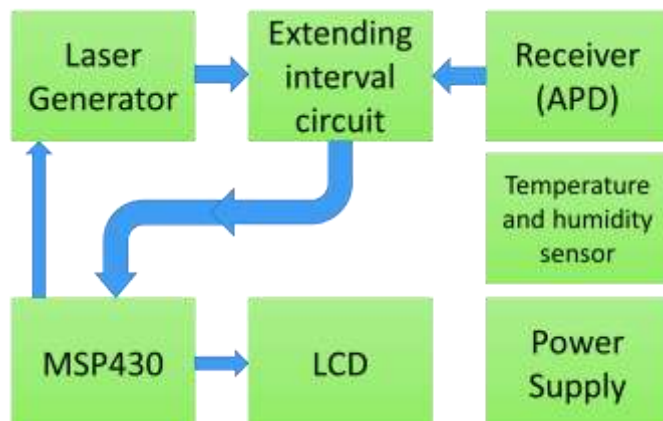 Laser
Generator
Extending
interval
circuit
Receiver
(APD)
Temperature
and humidity
sensor
MSP430
LCD
Power
Supply